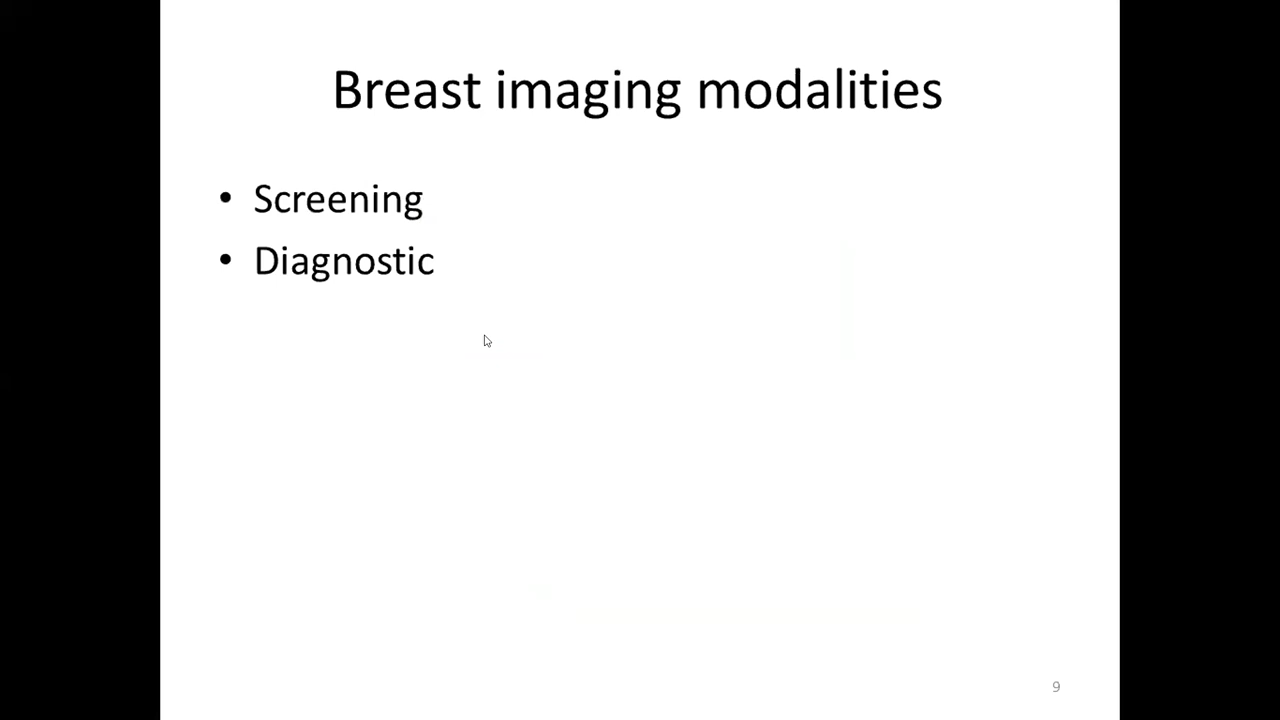 Breast imaging modalities
• Screening
• Diagnostic
9